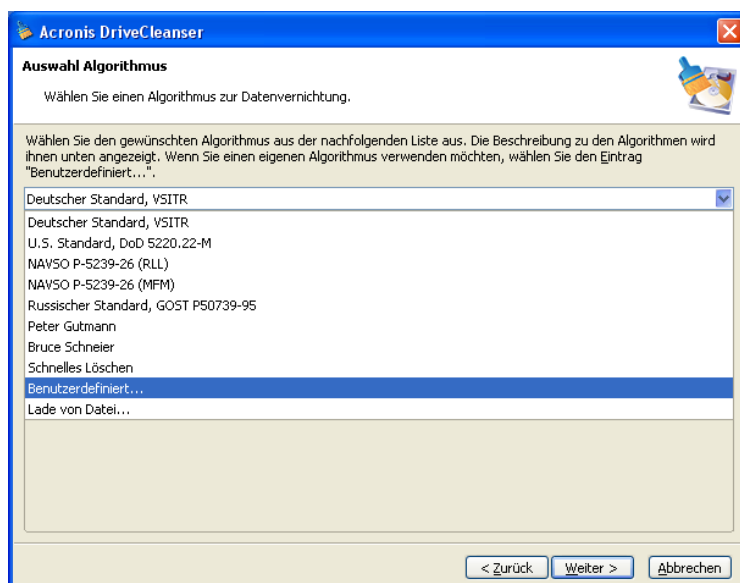 Acronis DriveCleanser
Auswahl Algorithmus
Wählen Sie einen Algorithmus zur Datenvernichtung.
Wählen Sie den gewünschten Algorithmus aus der nachfolgenden Liste aus. Die Beschreibung zu den Algorithmen wird
ihnen unten angezeigt. Wenn Sie einen eigenen Algorithmus verwenden möchten, wählen Sie den Eintrag
"Benutzerdefiniert...".
Deutscher Standard, VSITR
Deutscher Standard, VSITR
U.S. Standard, DoD 5220.22-M
NAVSO P-5239-26 (RLL)
NAVSO P-5239-26 (MFM)
Russischer Standard, GOST P50739-95
Peter Gutmann
Bruce Schneier
Schnelles Löschen
Benutzerdefiniert...
Lade von Datei...
< Zurück Weiter > Abbrechen